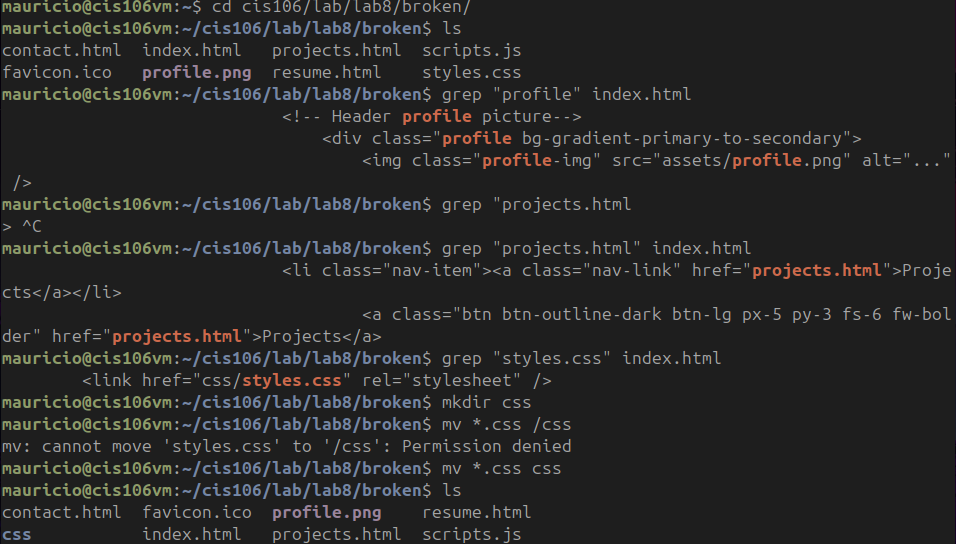 mauricio@cis106vm:~$ cd cis106/lab/lab8/broken/
mauricio@cis106vm:~/cis106/lab/lab8/broken$ ls
contact.html  index.html   projects.html  scripts.js
favicon.ico   profile.png  resume.html    styles.css
mauricio@cis106vm:~/cis106/lab/lab8/broken$ grep "profile" index.html
                            <!-- Header profile picture-->
                                <div class="profile bg-gradient-primary-to-secondary">
                                    <img class="profile-img" src="assets/profile.png" alt="..."
 />
mauricio@cis106vm:~/cis106/lab/lab8/broken$ grep "projects.html
> ^C
mauricio@cis106vm:~/cis106/lab/lab8/broken$ grep "projects.html" index.html
                            <li class="nav-item"><a class="nav-link" href="projects.html">Proje
cts</a></li>
                                    <a class="btn btn-outline-dark btn-lg px-5 py-3 fs-6 fw-bol
der" href="projects.html">Projects</a>
mauricio@cis106vm:~/cis106/lab/lab8/broken$ grep "styles.css" index.html
        <link href="css/styles.css" rel="stylesheet" />
mauricio@cis106vm:~/cis106/lab/lab8/broken$ mkdir css
mauricio@cis106vm:~/cis106/lab/lab8/broken$ mv *.css /css
mv: cannot move 'styles.css' to '/css': Permission denied
mauricio@cis106vm:~/cis106/lab/lab8/broken$ mv *.css css
mauricio@cis106vm:~/cis106/lab/lab8/broken$ ls
contact.html  favicon.ico  profile.png    resume.html
css           index.html   projects.html  scripts.js